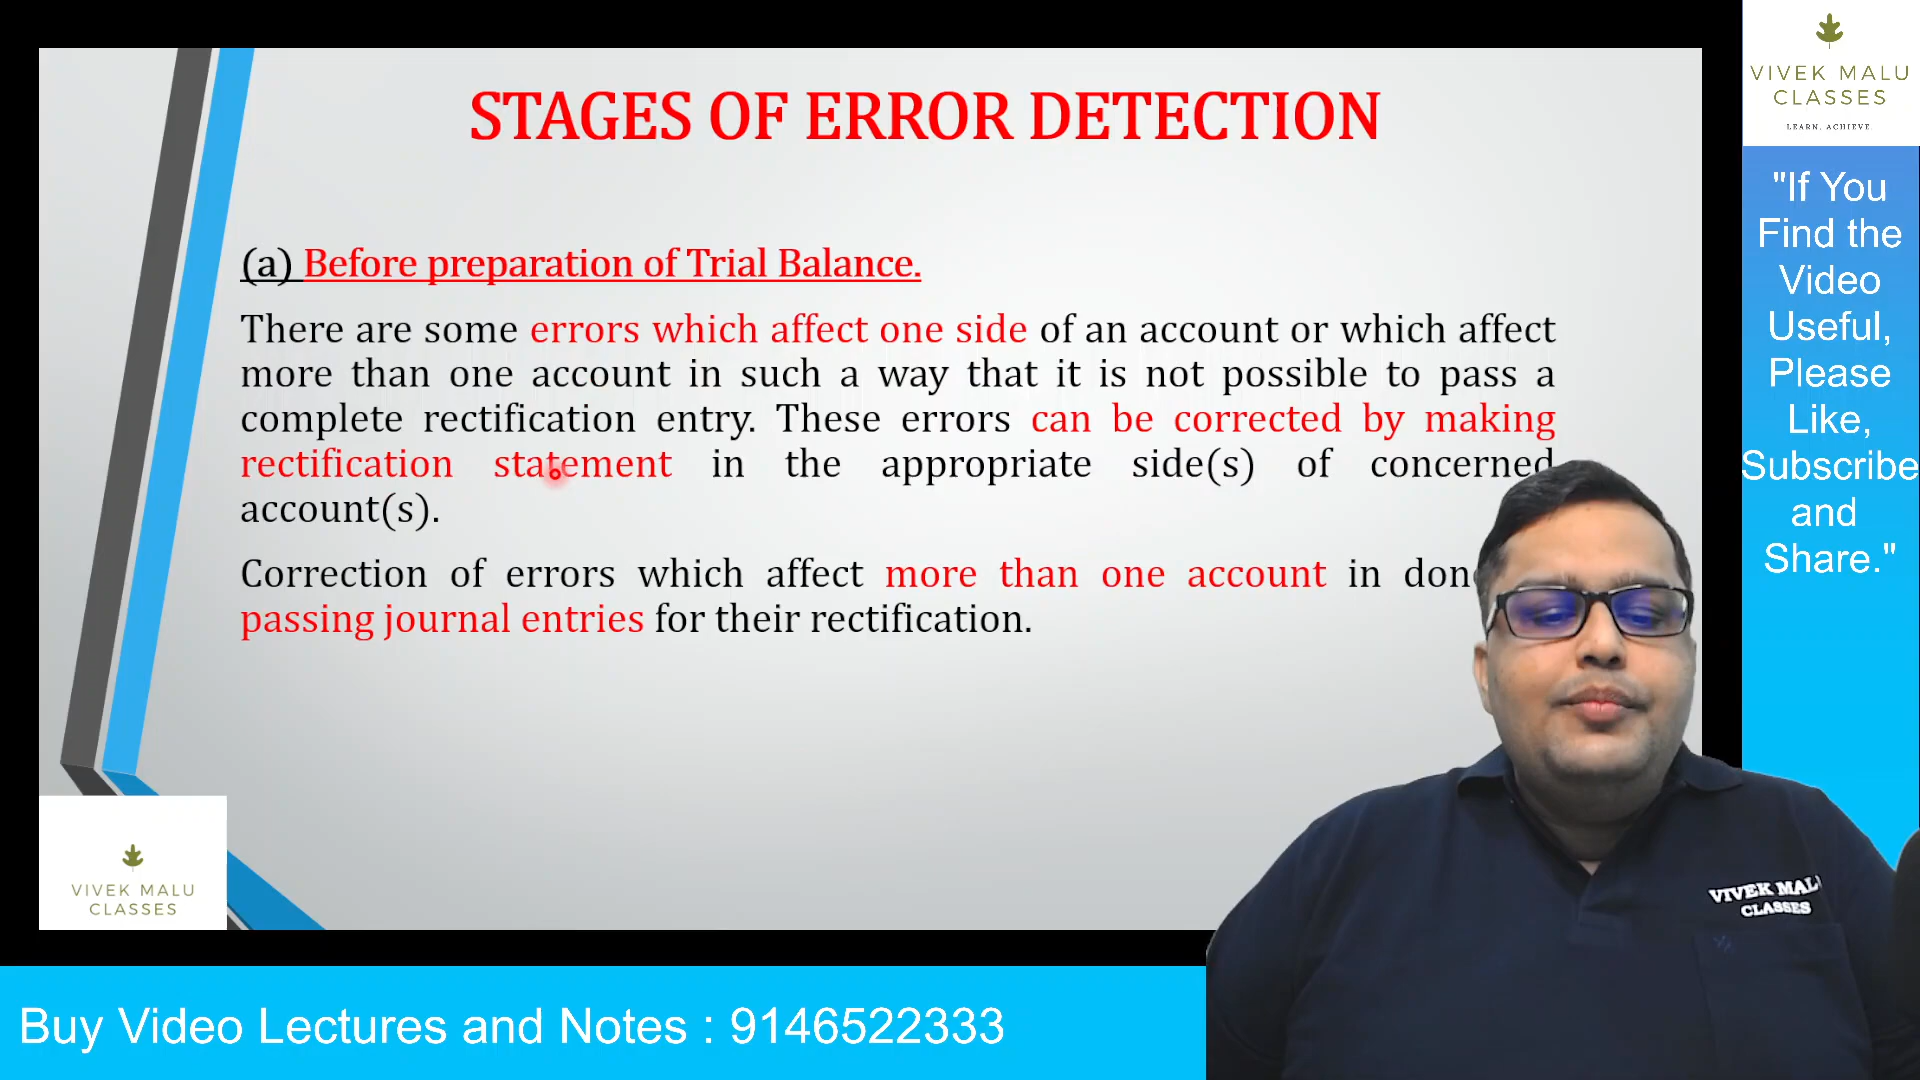 STAGES OF ERROR DETECTION
(a) Before preparation of Trial Balance.
There are some errors which affect one side of an account or which affect
more than one account in such a way that it is not possible to pass a
complete rectification entry. These errors can be corrected by making
rectification statement in the appropriate side(s) of concerned
account(s).
Correction of errors which affect more than one account in
passing journal entries for their rectification.
VIVEK MALU
CLASSES
VIVEK MALU
CLASSES
LEARN. ACHIEVE.
"If You
Find the
Video
Useful,
Please
Like,
Subscribe
and
Share."
VIVEK
CLASSES
Buy Video Lectures and Notes : 9146522333